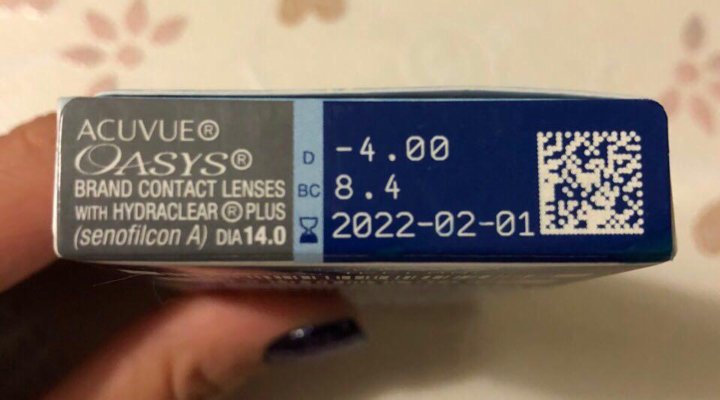 ACUVUE®
OASYS®
BRAND CONTACT LENSES
WITH HYDRACLEAR ® PLUS
(senofilcon A) DIA 14.0
D -4.00
BC 8.4
2022-02-01